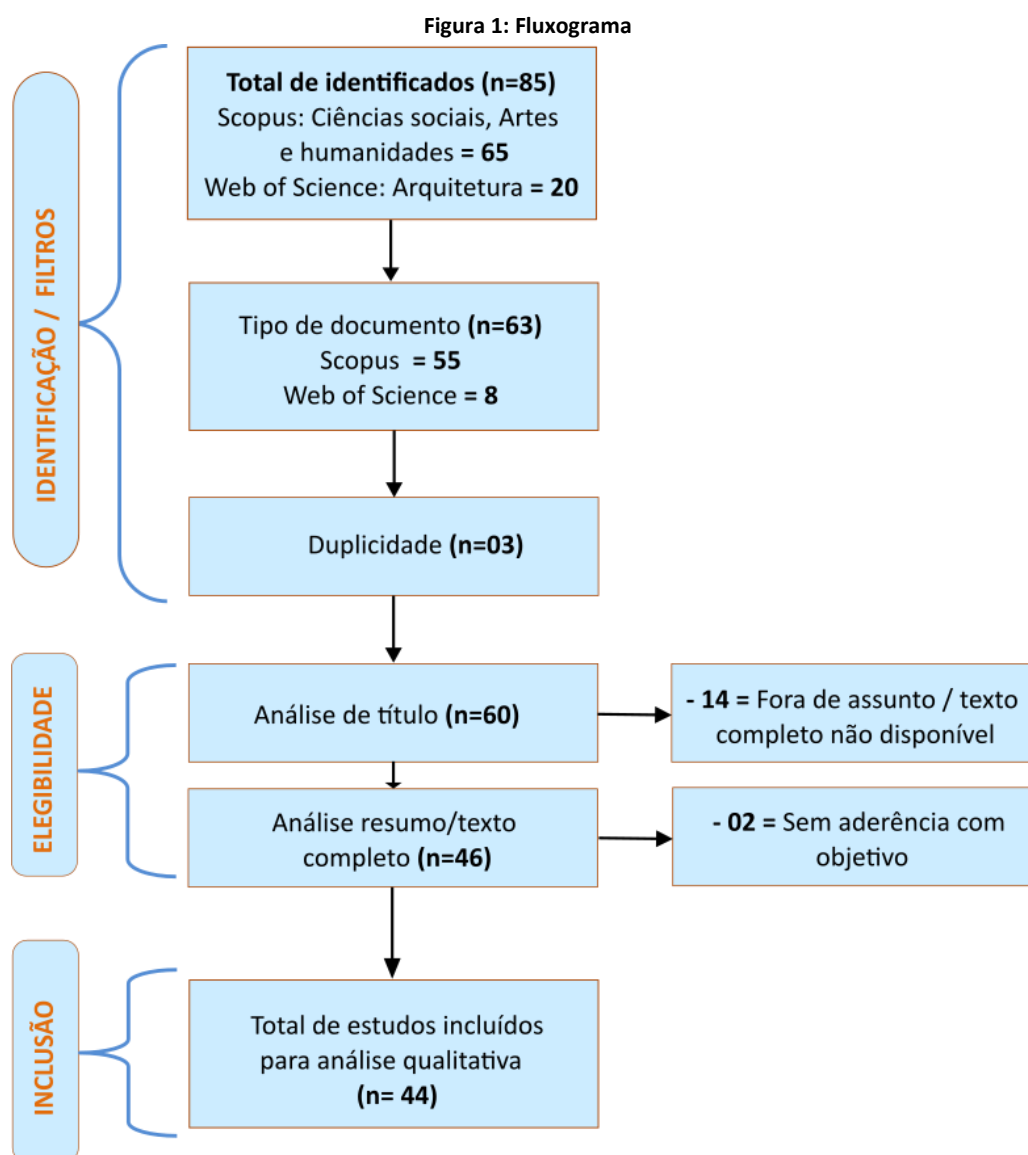 Figura 1: Fluxograma
IDENTIFICAÇÃO / FILTROS
Total de identificados (n=85)
Scopus: Ciências sociais, Artes
e humanidades = 65
Web of Science: Arquitetura = 20
Tipo de documento (n=63)
Scopus = 55
Web of Science = 8
Duplicidade (n=03)
ELEGIBILIDADE
Análise de título (n=60)
- 14 = Fora de assunto / texto
completo não disponível
Análise resumo/texto
completo (n=46)
- 02 = Sem aderência com
objetivo
INCLUSÃO
Total de estudos incluídos
para análise qualitativa
(n= 44)